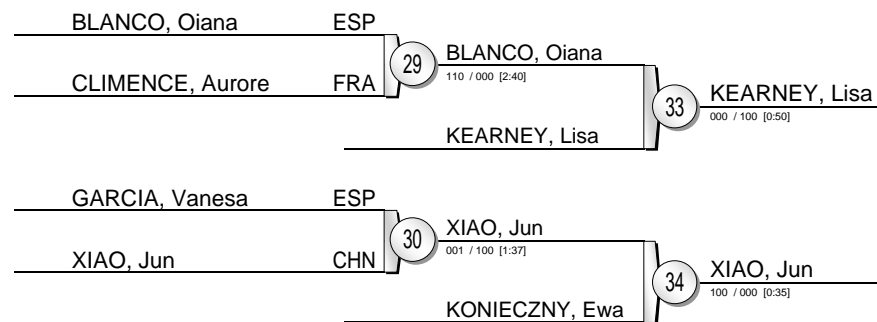 BLANCO, Oiana ESP
29
BLANCO, Oiana
110 / 000 [2:40]
CLIMENCE, Aurore FRA
33
KEARNEY, Lisa
000 / 100 [0:50]
KEARNEY, Lisa
GARCIA, Vanesa ESP
30
XIAO, Jun
001 / 100 [1:37]
XIAO, Jun CHN
34
XIAO, Jun
100 / 000 [0:35]
KONIECZNY, Ewa